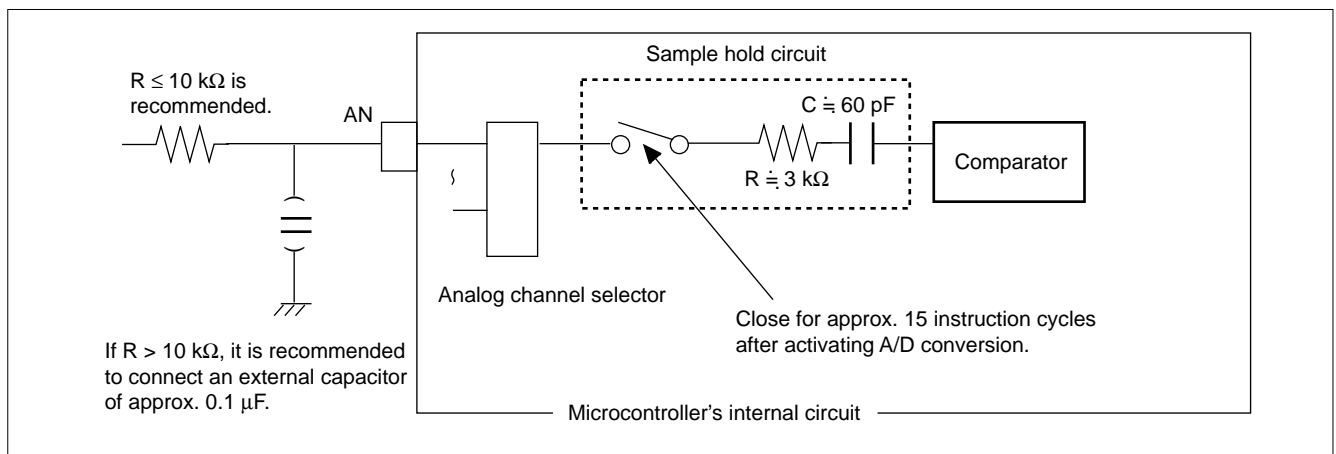 Sample hold circuit
R ≤ 10 kΩ is
recommended.
AN
C ≒ 60 pF
R ≒ 3 kΩ
Comparator
Analog channel selector
Close for approx. 15 instruction cycles
after activating A/D conversion.
If R > 10 kΩ, it is recommended
to connect an external capacitor
of approx. 0.1 µF.
Microcontroller's internal circuit